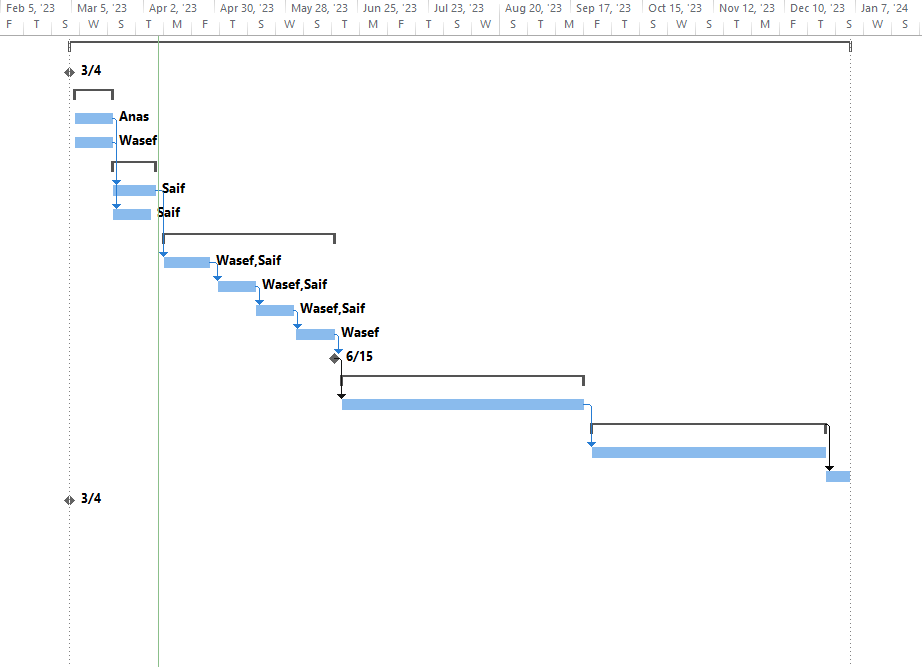 Feb 5, '23 Mar 5, '23 Apr 2, '23 Apr 30, '23 May 28, '23 Jun 25, '23 Jul 23, '23 Aug 20, '23 Sep 17, '23 Oct 15, '23 Nov 12, '23 Dec 10, '23 Jan 7, '24
F T S W S T M F T S W S T M F T S W S T M F T S W S T M F T S W S
3/4
Anas
Wasef
Saif
Saif
Wasef,Saif
Wasef,Saif
Wasef,Saif
Wasef
6/15
3/4